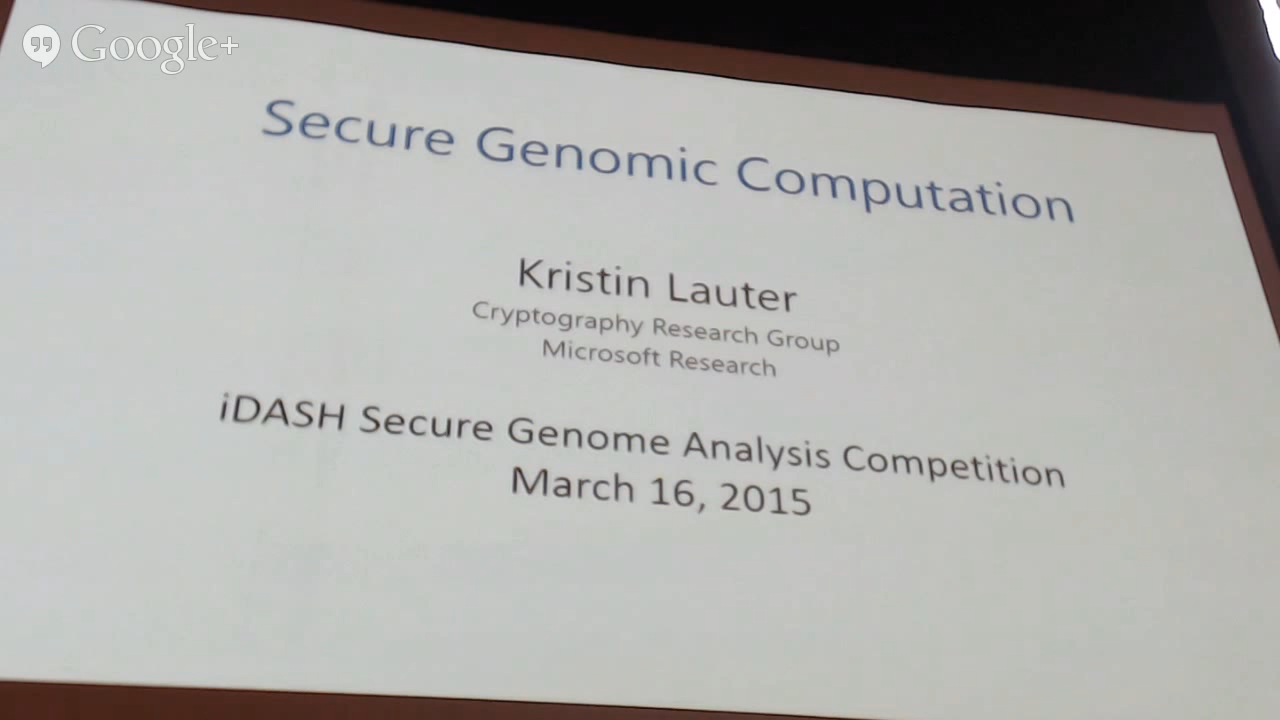 Google+
Secure Genomic Computation
Kristin Lauter
Cryptography Research Group
Microsoft Research
iDASH Secure Genome Analysis Competition
March 16, 2015